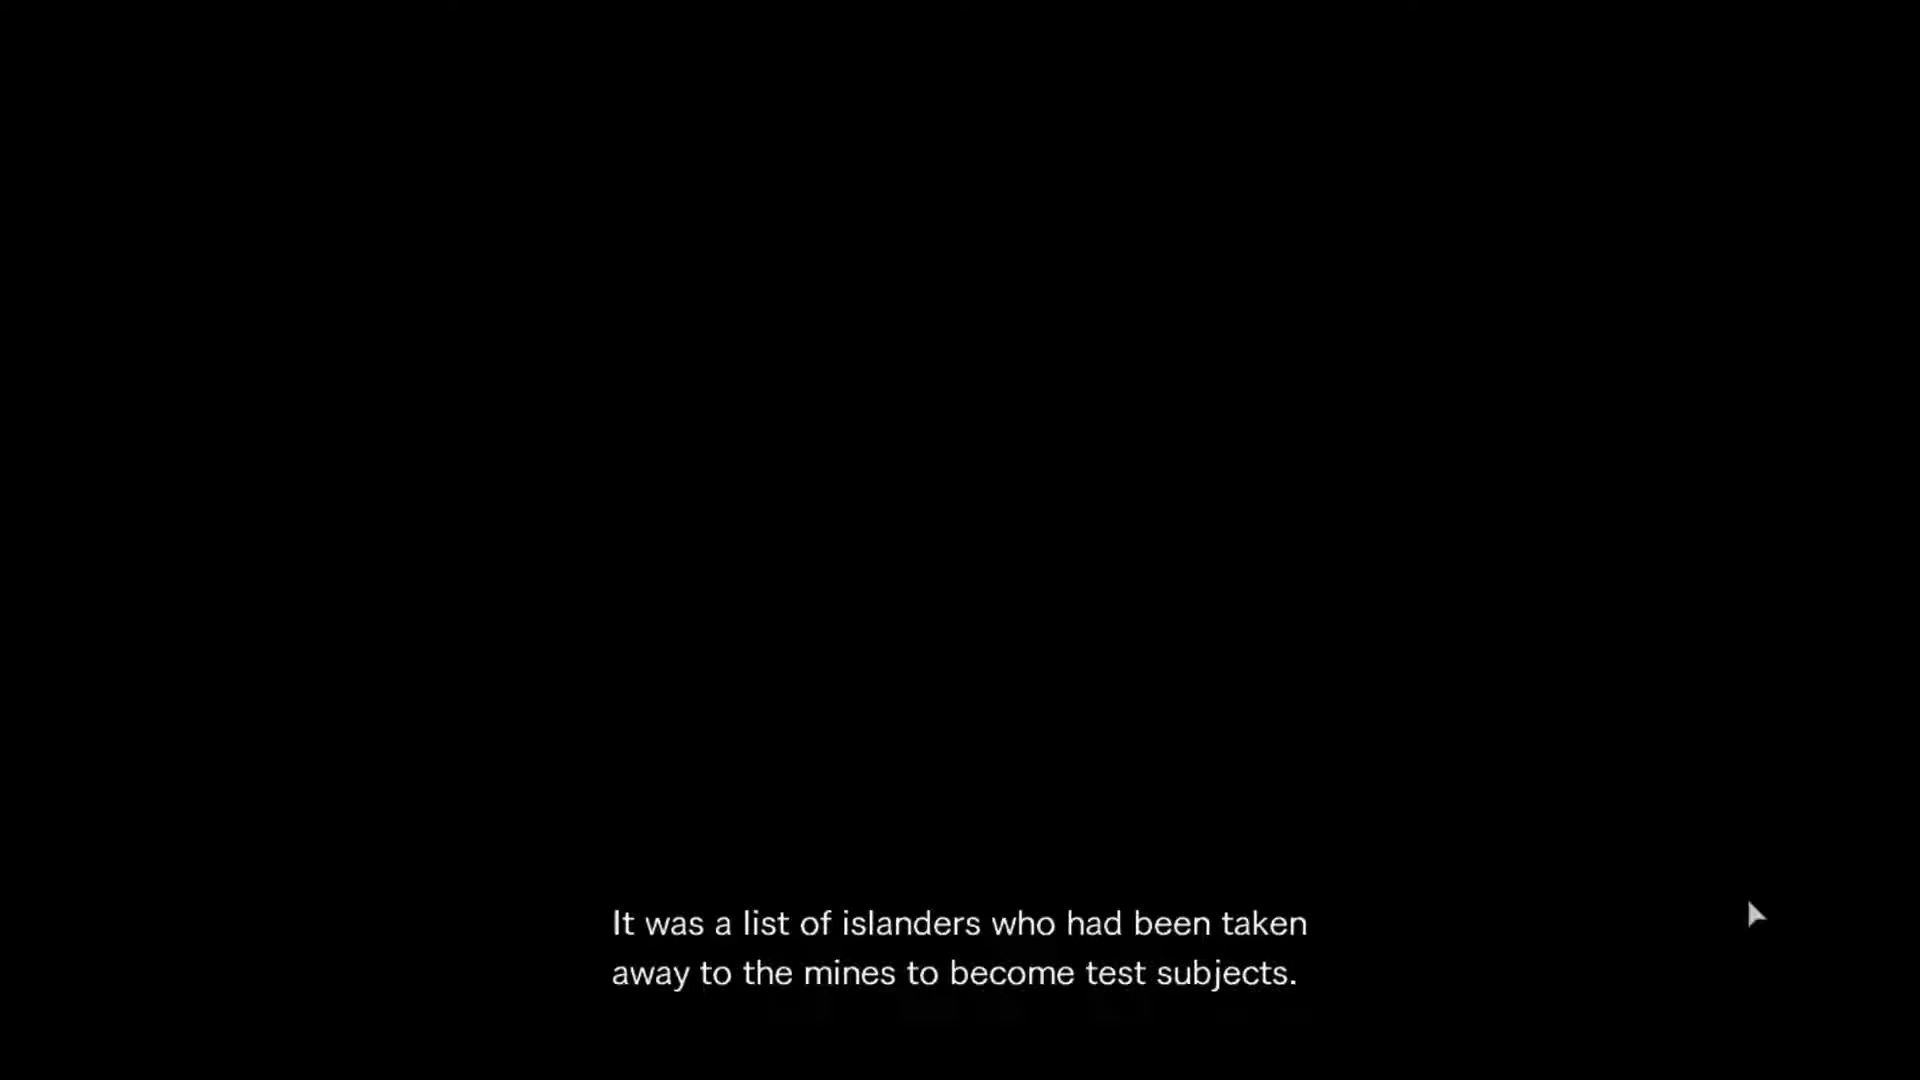 It was a list of islanders who had been taken
away to the mines to become test subjects.